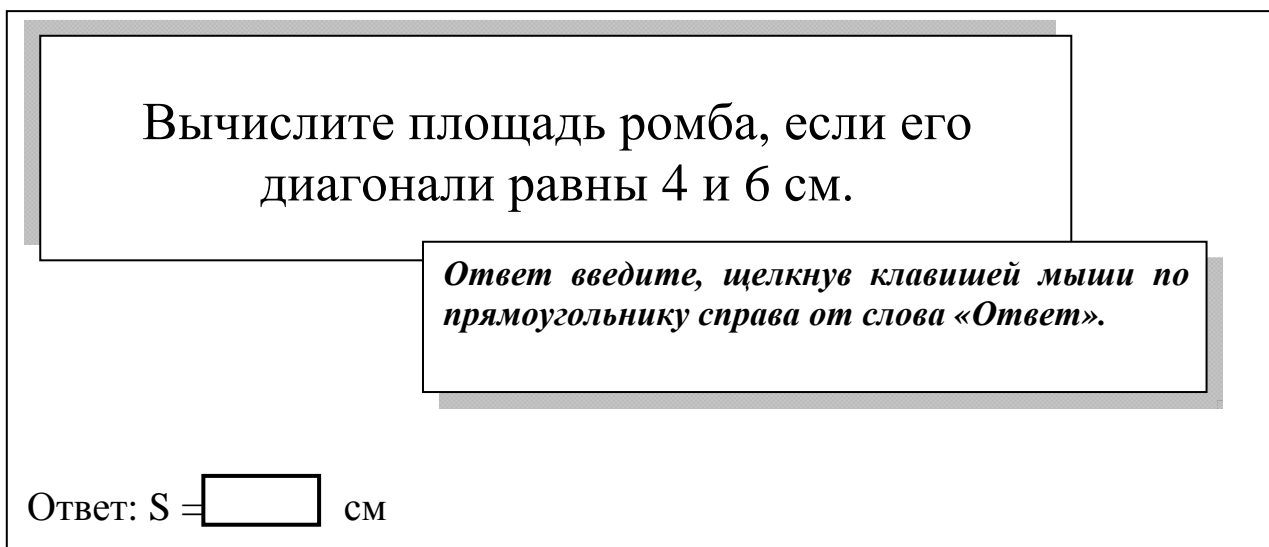 Вычислите площадь ромба, если его
диагонали равны 4 и 6 см.
Ответ введите, щелкнув клавишей мыши по
прямоугольнику справа от слова «Ответ».
Ответ: S = см